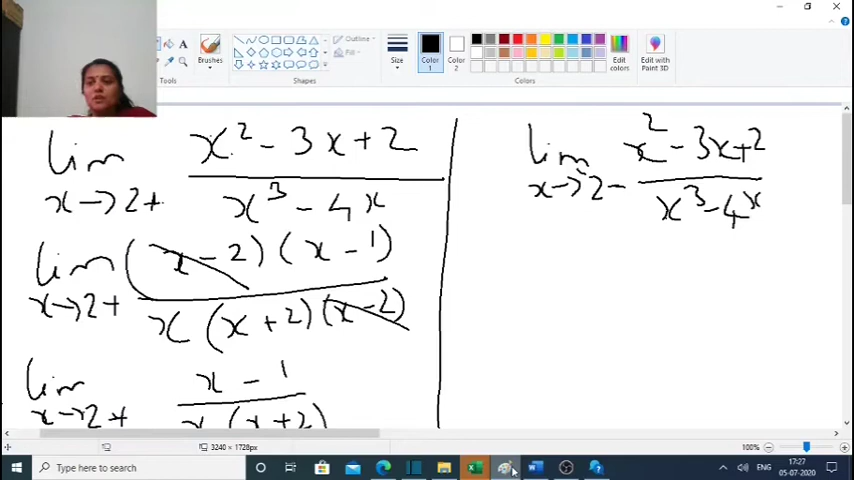 Outline
Fill
Brushes
Size
Color
1
Color
2
Edit
colors
Edit with
Paint 3D
Tools
Shapes
Colors
lim x² - 3x + 2
x→2+ x³ - 4x
lim (x - 2) (x - 1)
x→2+ x (x + 2) (x - 2)
lim x - 1
x→2+ x (x + 2)
lim x² - 3x + 2
x→2- x³ - 4x
3240 × 1728px
100%
Type here to search
ENG
17:27
05-07-2020